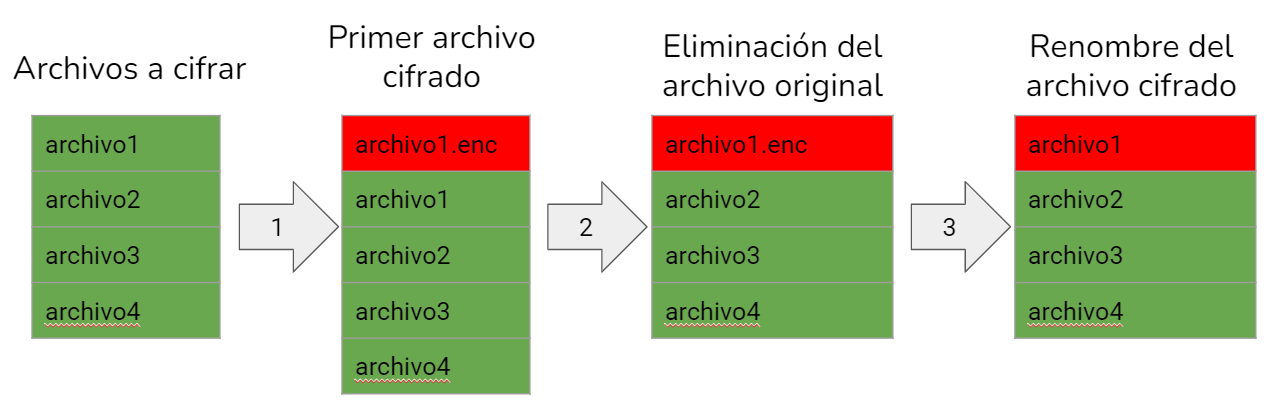 Archivos a cifrar
archivo1
archivo2
archivo3
archivo4
1
Primer archivo
cifrado
archivo1.enc
archivo1
archivo2
archivo3
archivo4
2
Eliminación del
archivo original
archivo1.enc
archivo2
archivo3
archivo4
3
Renombre del
archivo cifrado
archivo1
archivo2
archivo3
archivo4